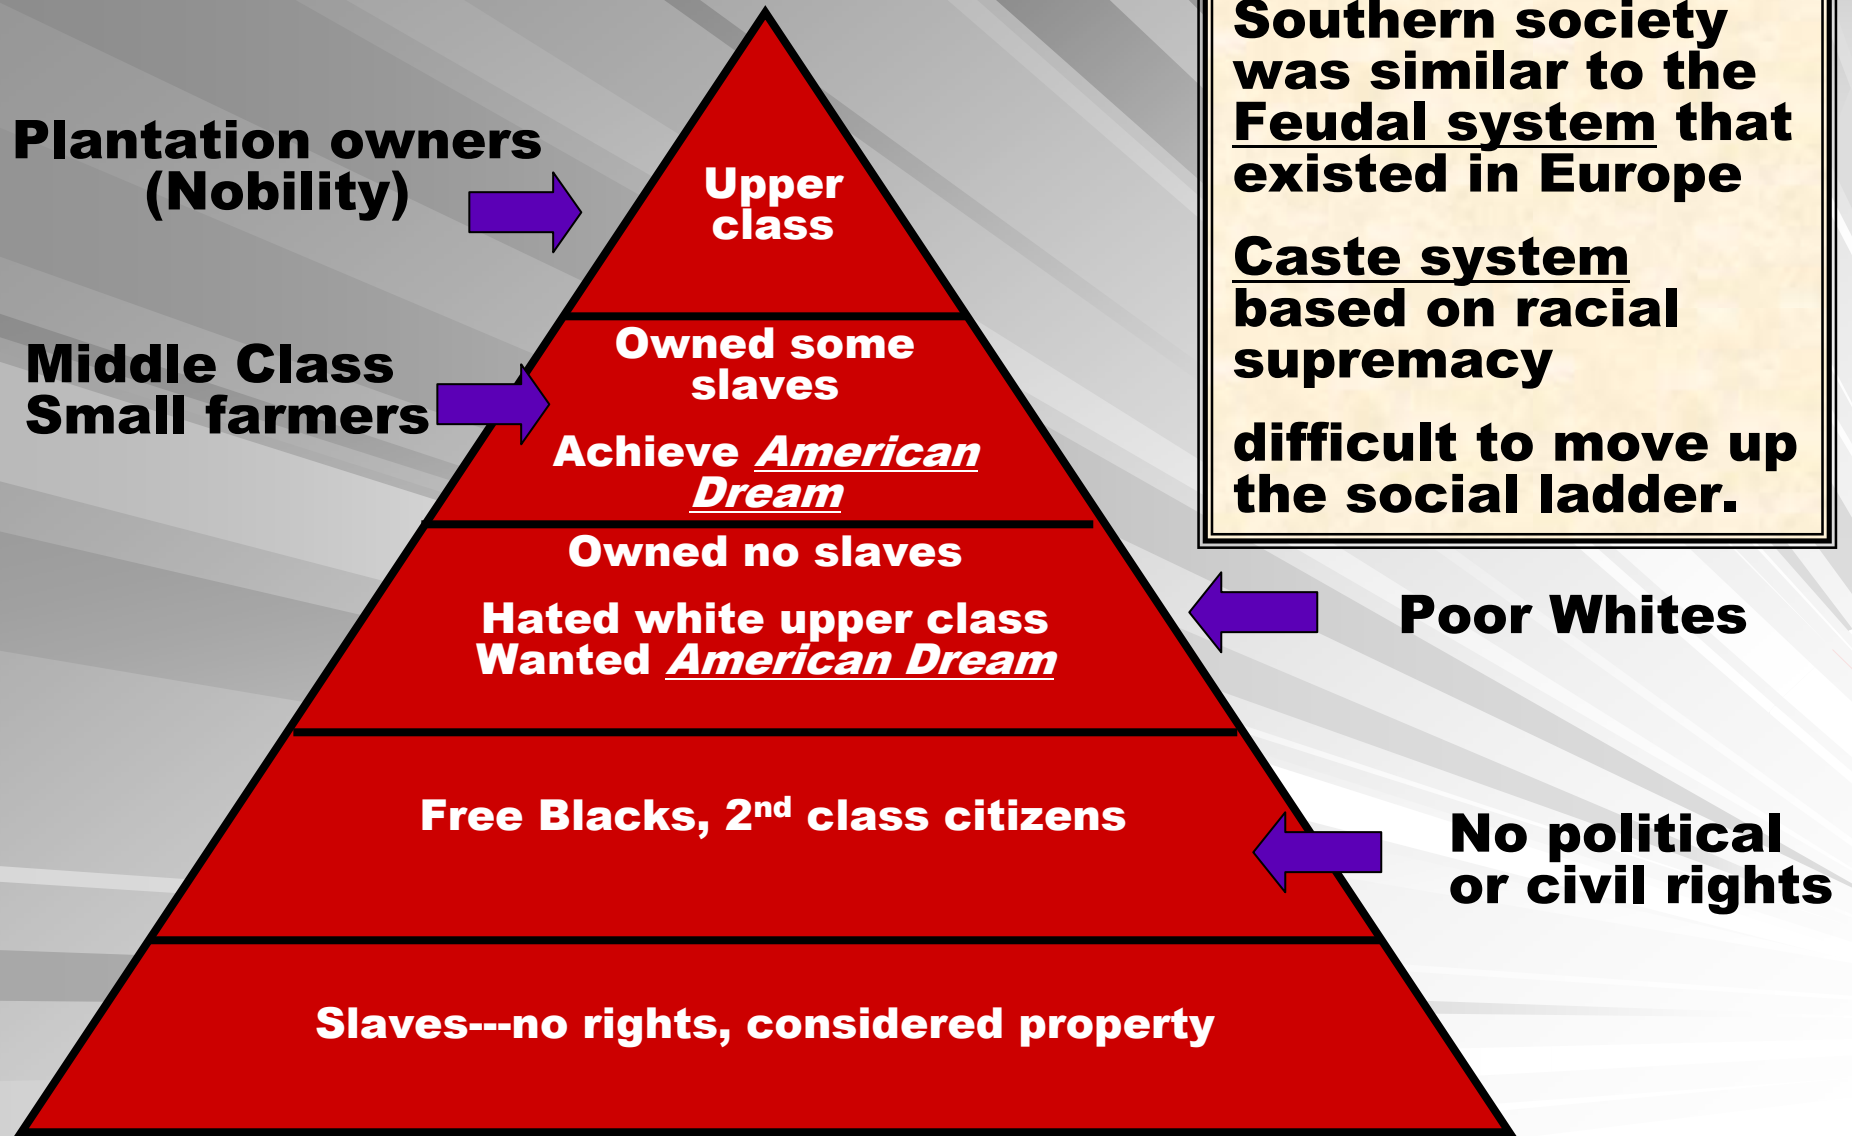 Plantation owners
(Nobility)
Upper
class
Middle Class
Small farmers
Owned some
slaves
Achieve American
Dream
Owned no slaves
Hated white upper class
Wanted American Dream
Poor Whites
Free Blacks, 2nd class citizens
No political
or civil rights
Slaves---no rights, considered property
Southern society
was similar to the
Feudal system that
existed in Europe
Caste system
based on racial
supremacy
difficult to move up
the social ladder.